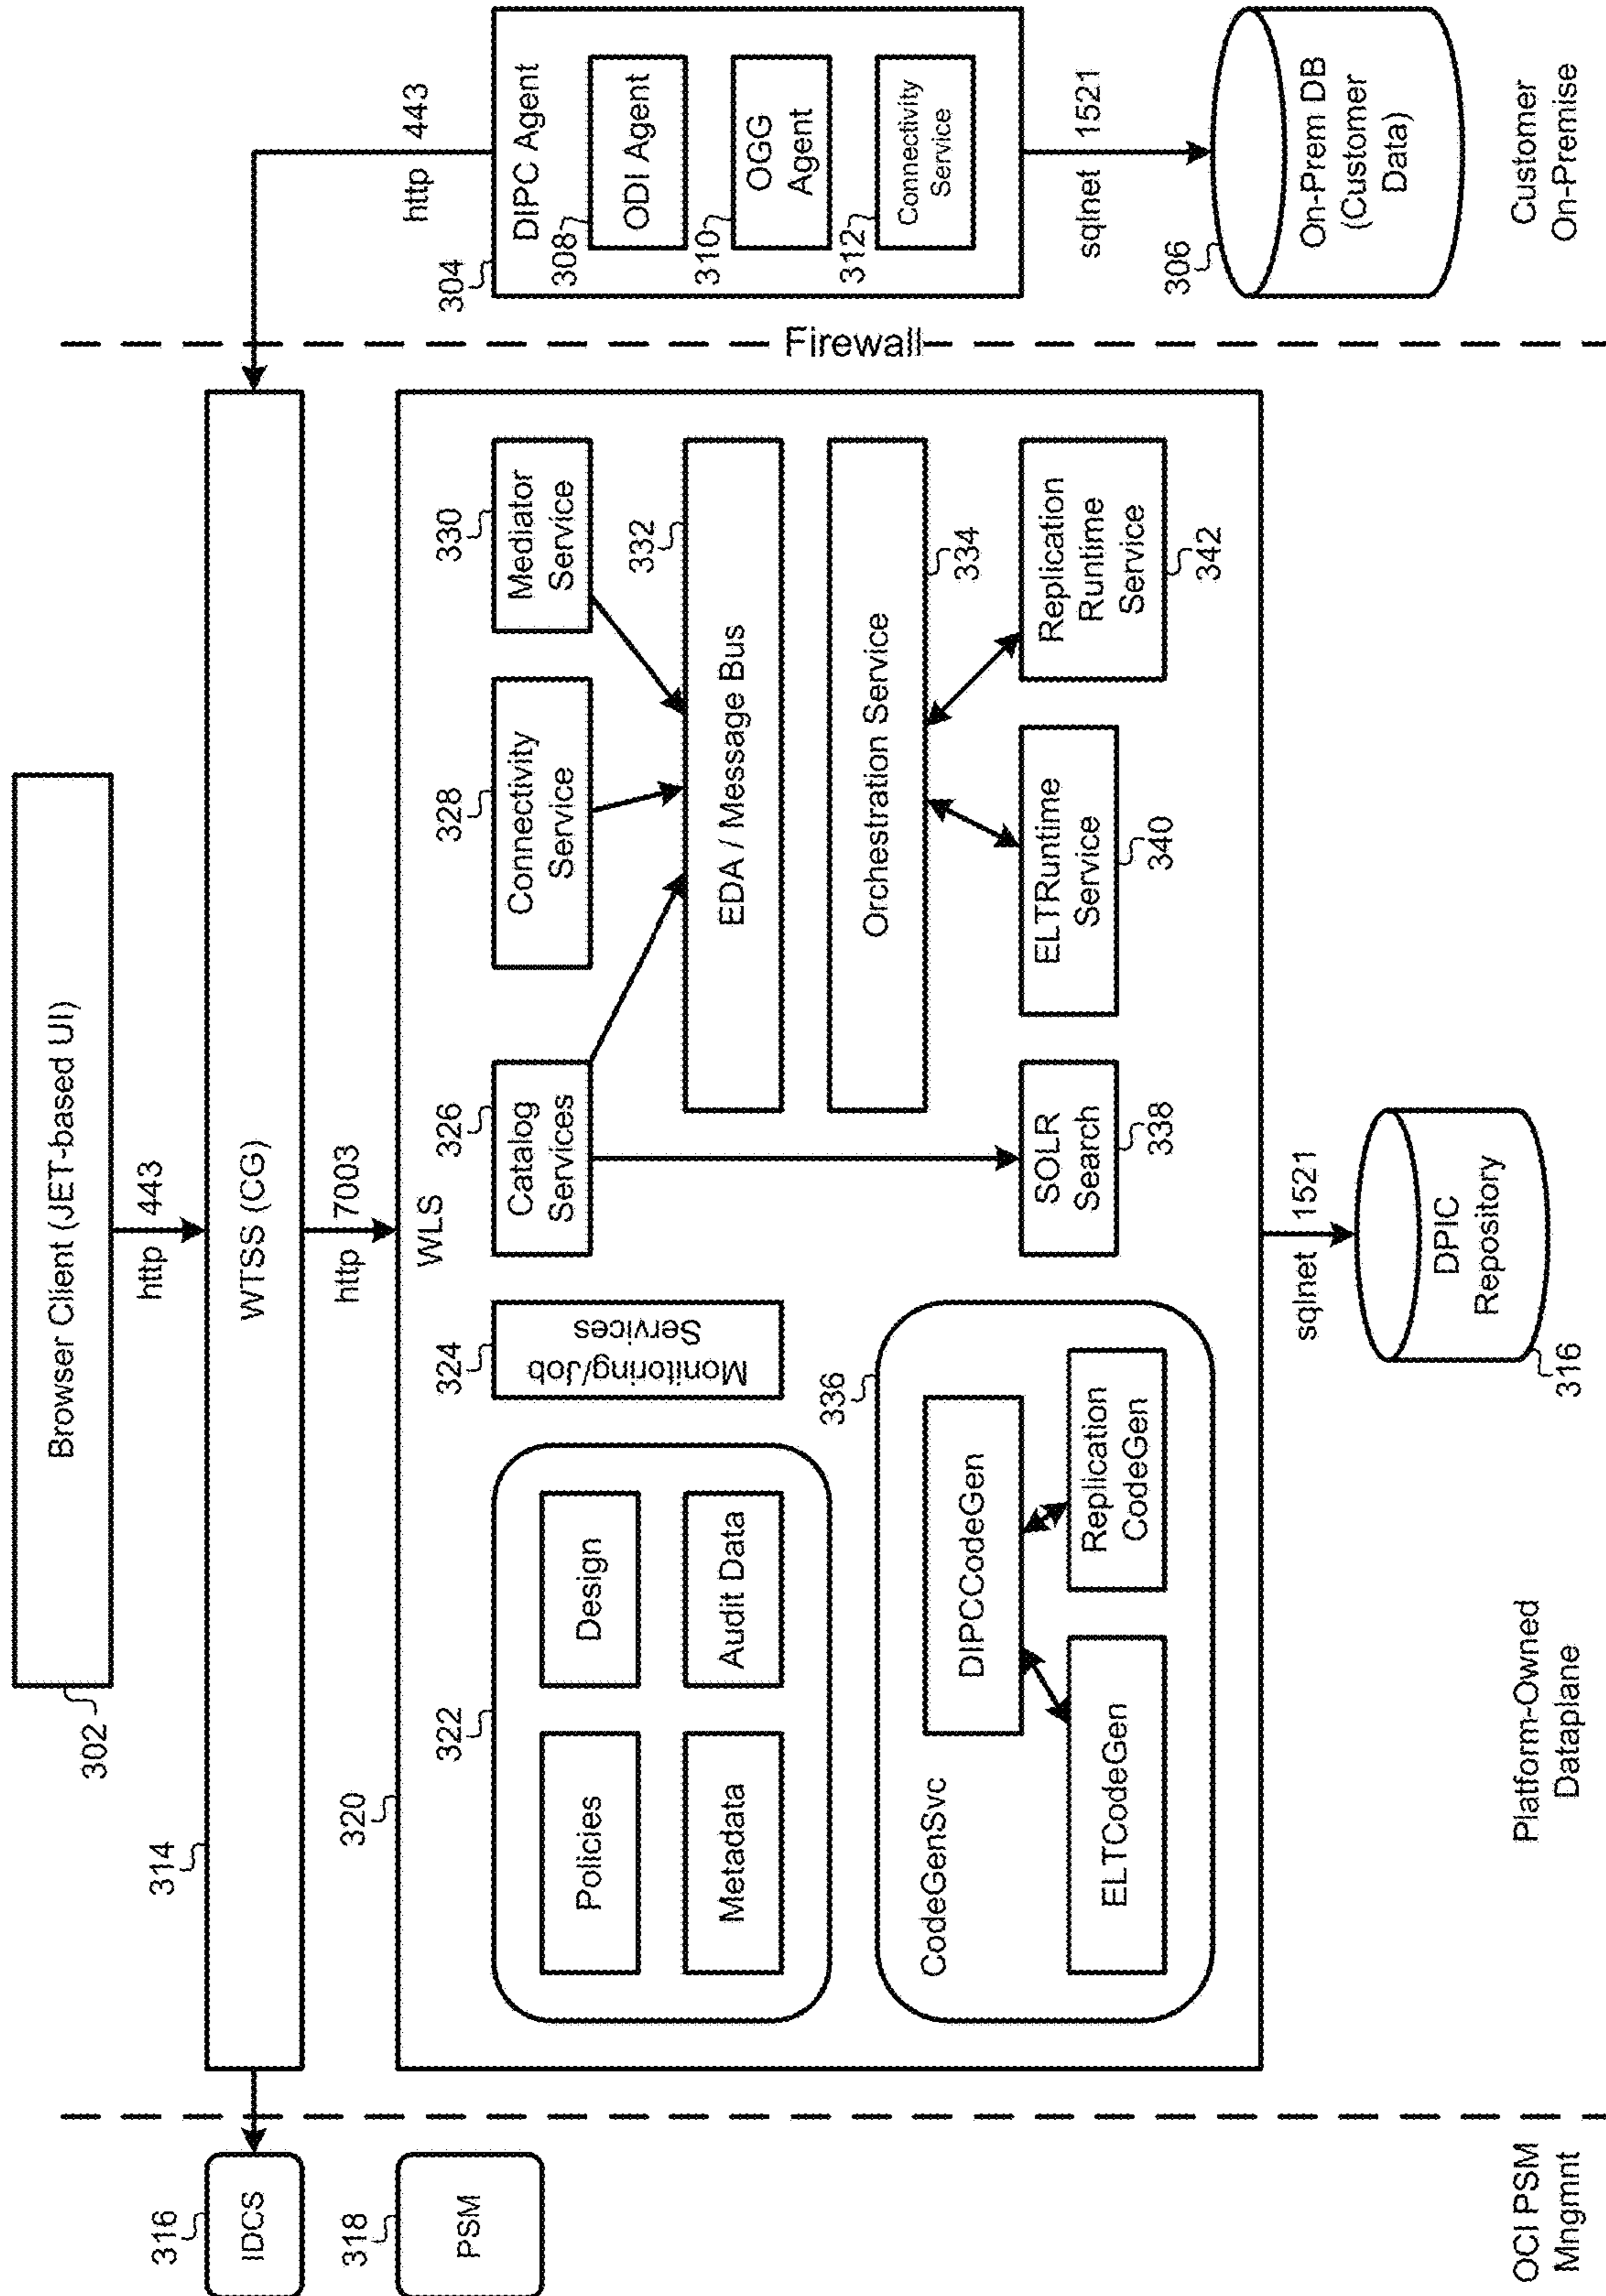 302
Browser Client (JET-based UI)
http
443
316
IDCS
314
WTSS (CG)
http
443
http
7003
318
PSM
320
WLS
322
Policies
Design
Metadata
Audit Data
324
Monitoring/Job
Services
326
Catalog
Services
328
Connectivity
Service
330
Mediator
Service
332
EDA / Message Bus
Orchestration Service
334
336
CodeGenSvc
DIPCCodeGen
ELTCodeGen
Replication
CodeGen
SOLR
Search
338
ELTRuntime
Service
340
Replication
Runtime
Service
342
sqlnet
1521
DPIC
Repository
316
Firewall
304
DIPC Agent
308
ODI Agent
310
OGG
Agent
312
Connectivity
Service
sqlnet
1521
306
On-Prem DB
(Customer
Data)
OCI PSM
Mngmnt
Platform-Owned
Dataplane
Customer
On-Premise